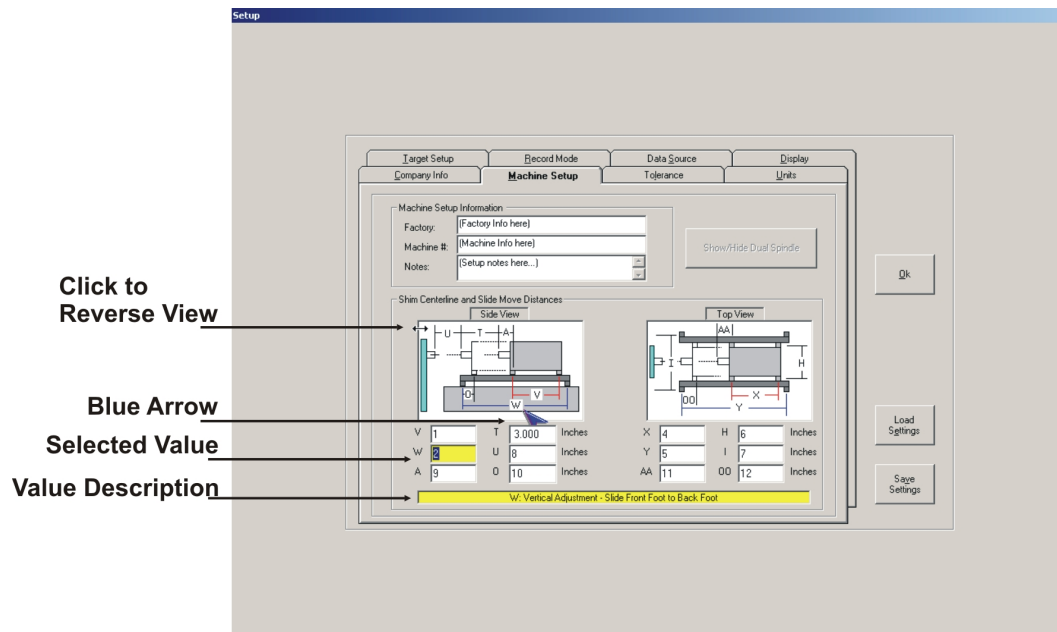 Setup
Target Setup
Record Mode
Data Source
Display
Company Info
Machine Setup
Tolerance
Units
Machine Setup Information
Factory: (Factory Info here)
Machine #: (Machine Info here)
Notes: (Setup notes here...)
Show/Hide Dual Spindle
Ok
Click to
Reverse View
Shim Centerline and Slide Move Distances
Side View
Top View
U T A
O V
W
AA
I H
OO X
Y
Blue Arrow
Selected Value
Value Description
V 1 T 3.000 Inches X 4 H 6 Inches
W 2 U 8 Inches Y 5 I 7 Inches
A 9 O 10 Inches AA 11 OO 12 Inches
W: Vertical Adjustment - Slide Front Foot to Back Foot
Load
Settings
Save
Settings